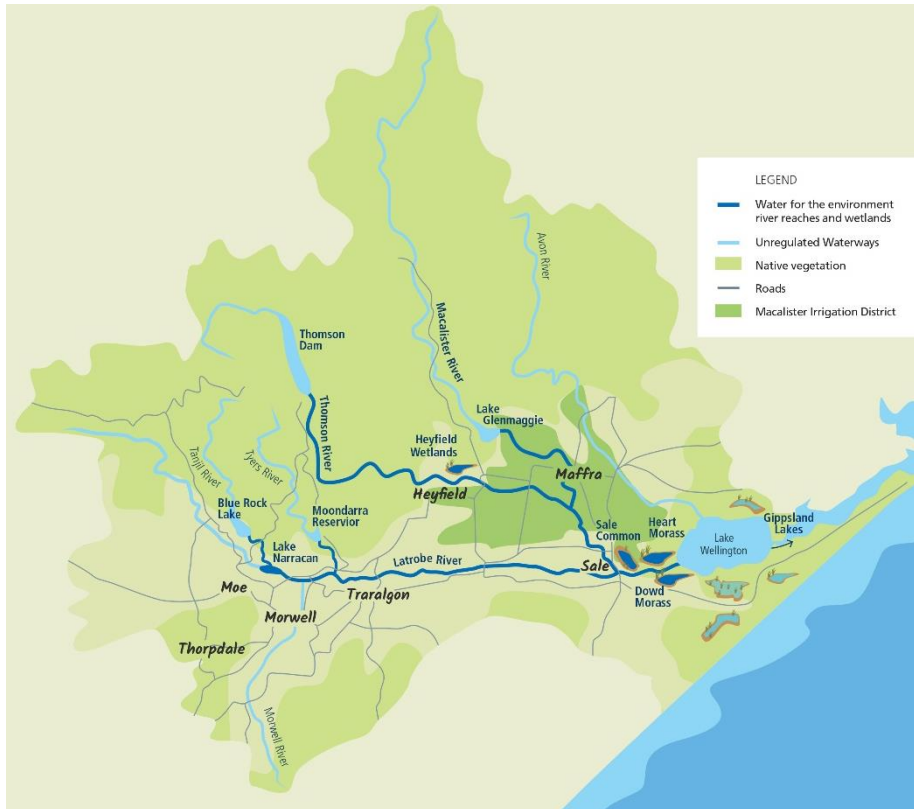 LEGEND
Water for the environment
river reaches and wetlands
Unregulated Waterways
Native vegetation
Roads
Macalister Irrigation District
Avon River
Thomson
Dam
Macalister River
Thomson River
Lake
Glenmaggie
Tanjil River
Tyers River
Heyfield
Wetlands
Maffra
Heyfield
Blue Rock
Lake
Moondarra
Reservior
Sale
Common
Heart
Morass
Gippsland
Lakes
Lake
Wellington
Lake
Narracan
Latrobe River
Sale
Moe
Traralgon
Dowd
Morass
Morwell
Thorpdale
Morwell River